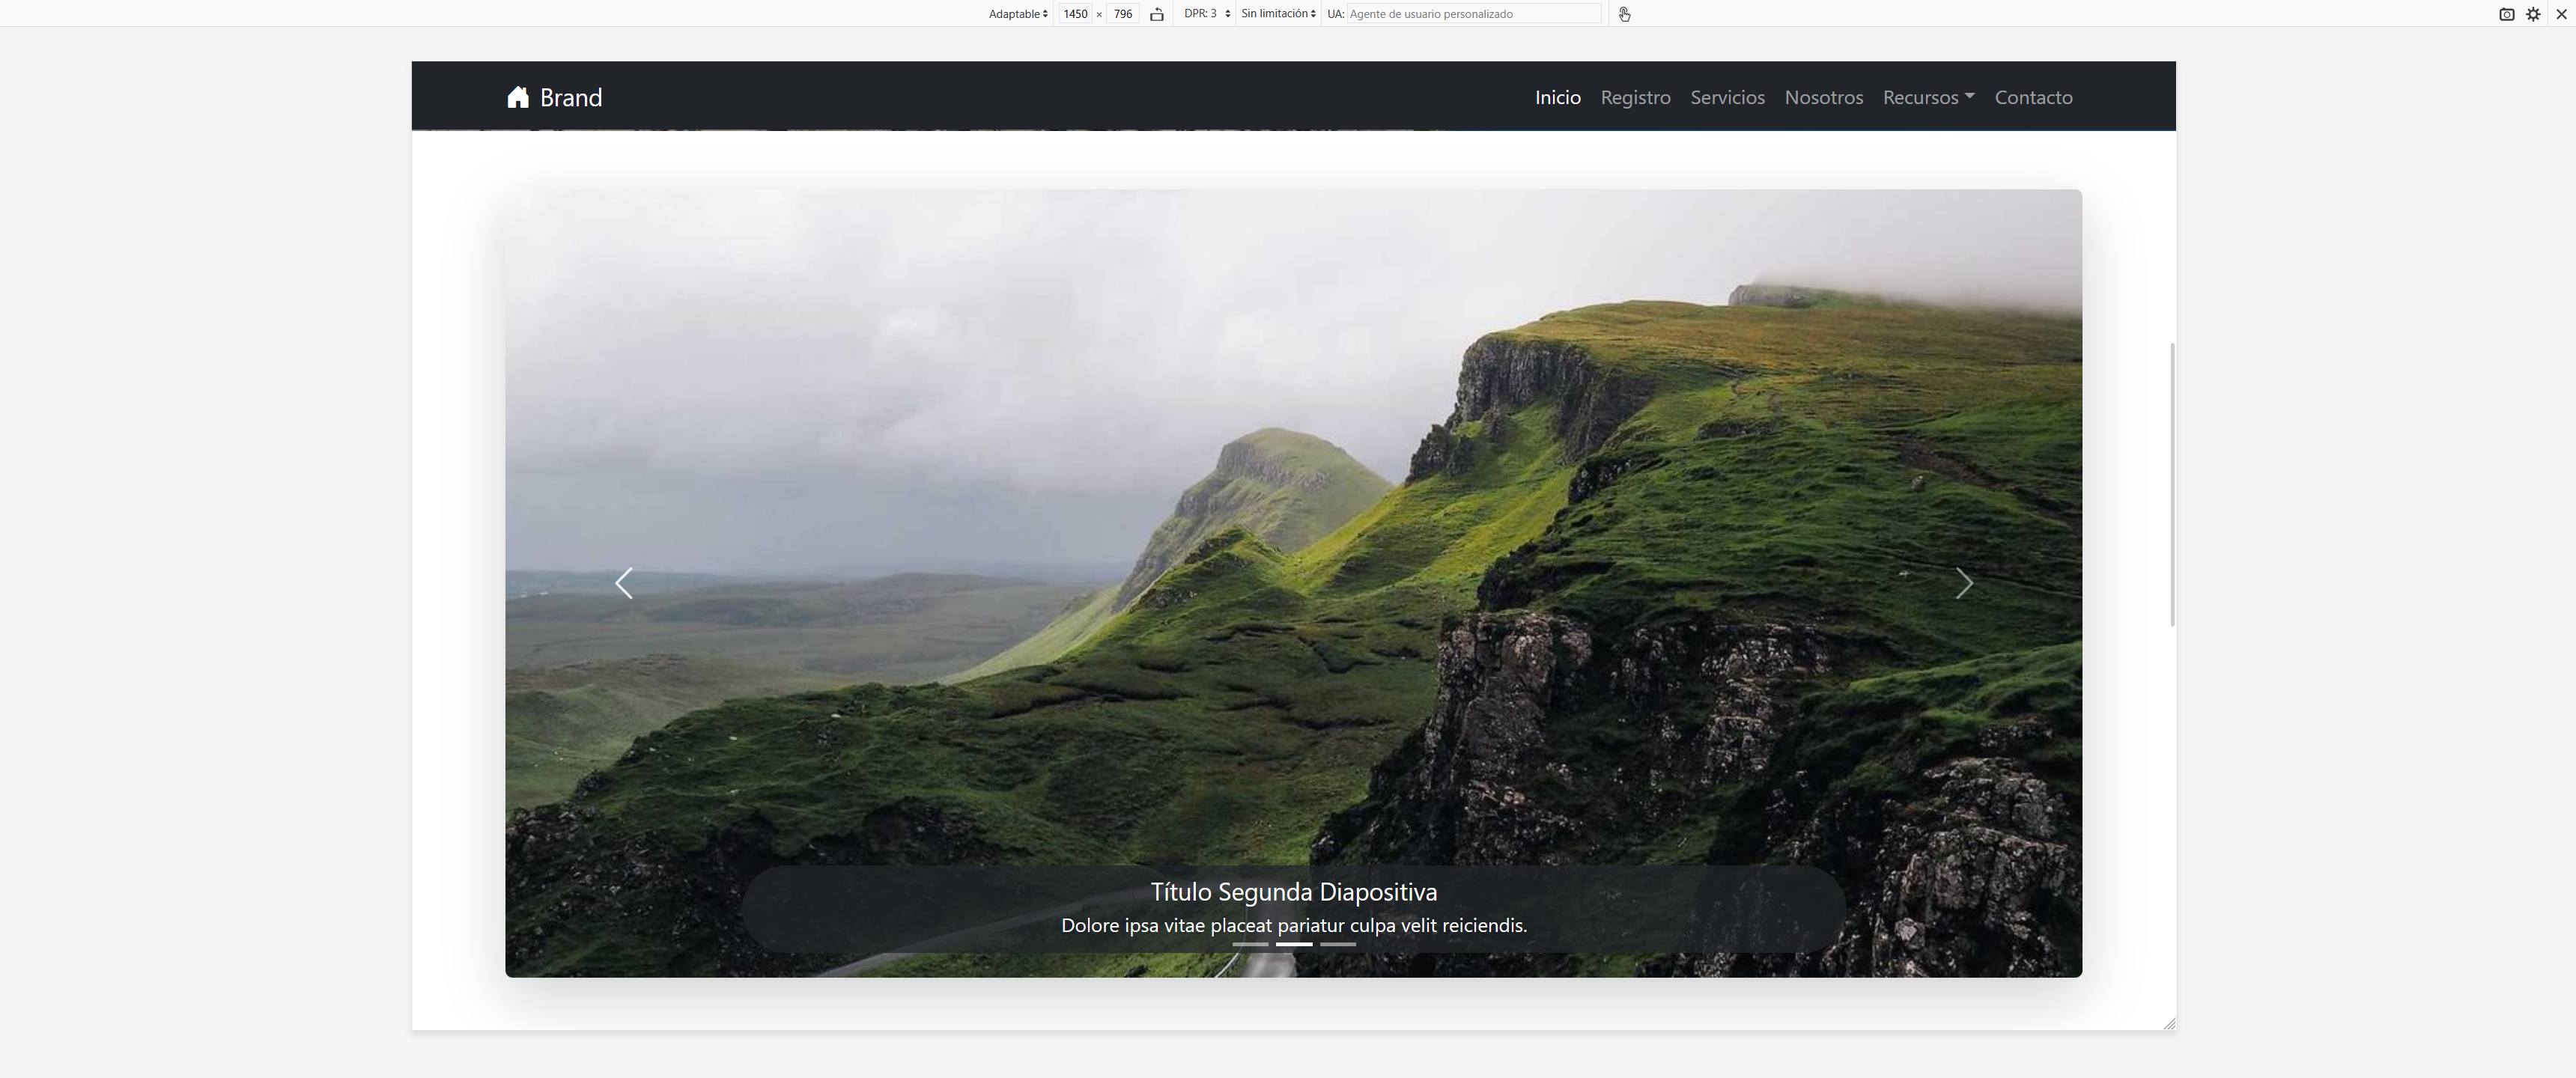 Adaptable 1450 × 796 DPR: 3 Sin limitación UA: Agente de usuario personalizado
Brand Inicio Registro Servicios Nosotros Recursos Contacto
Título Segunda Diapositiva
Dolore ipsa vitae placeat pariatur culpa velit reiciendis.